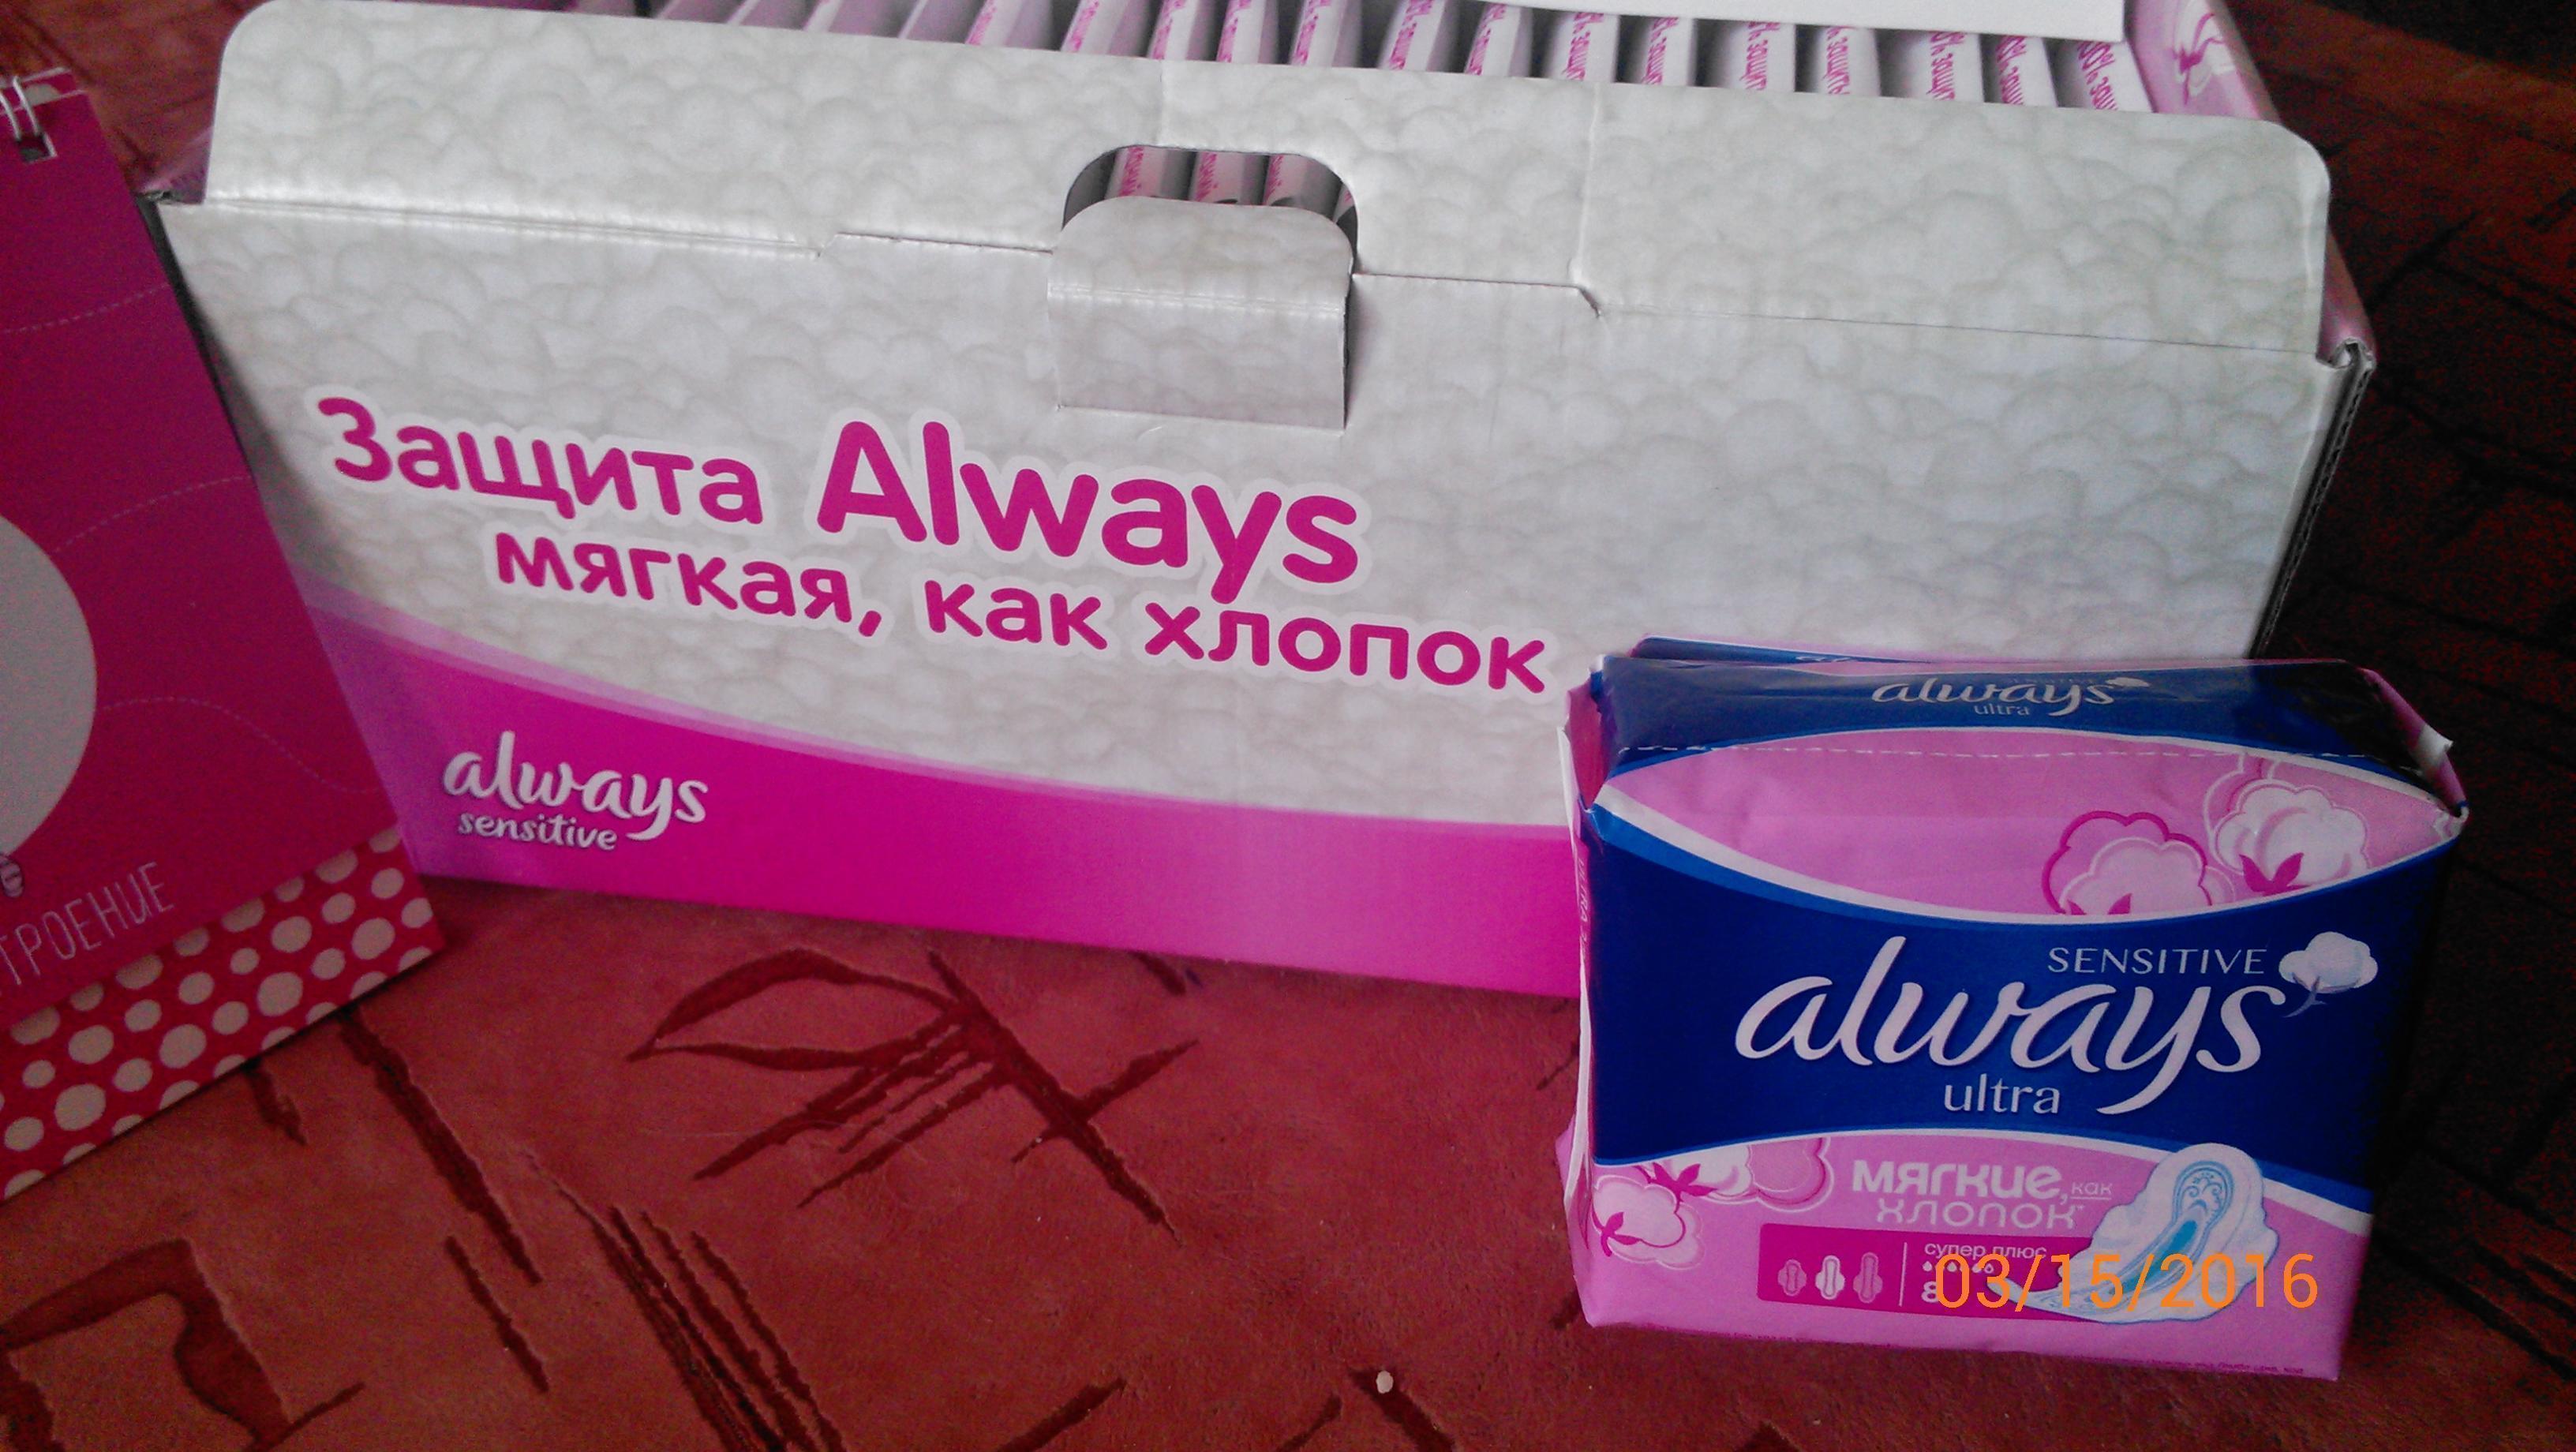 Защита Always
мягкая, как хлопок
always
sensitive
ТРОЕНИЕ
always
ultra
SENSITIVE
always
ultra
мягкие, как
хлопок
супер плюс
8
03/15/2016